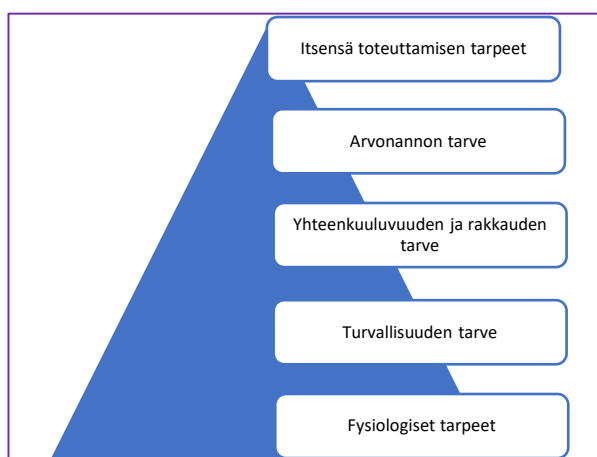 Itsensä toteuttamisen tarpeet
Arvonannon tarve
Yhteenkuuluvuuden ja rakkauden
tarve
Turvallisuuden tarve
Fysiologiset tarpeet